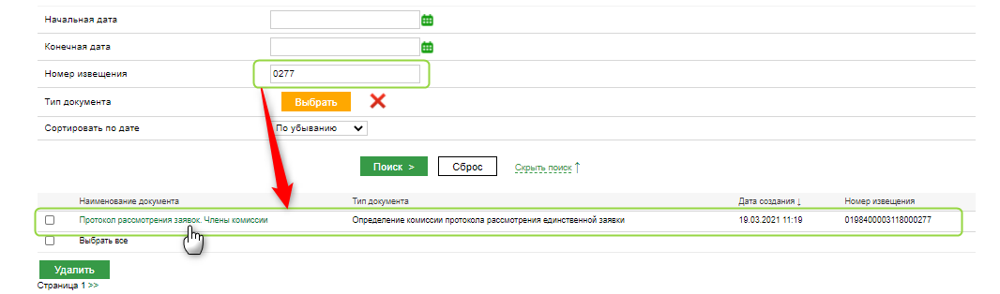 Начальная дата
Конечная дата
Номер извещения 0277
Тип документа Выбрать
Сортировать по дате По убыванию
Поиск > Сброс Скрыть поиск ↑
Наименование документа Тип документа Дата создания ↓ Номер извещения
Протокол рассмотрения заявок. Члены комиссии Определение комиссии протокола рассмотрения единственной заявки 19.03.2021 11:19 0198400003118000277
Выбрать все
Удалить
Страница 1 >>